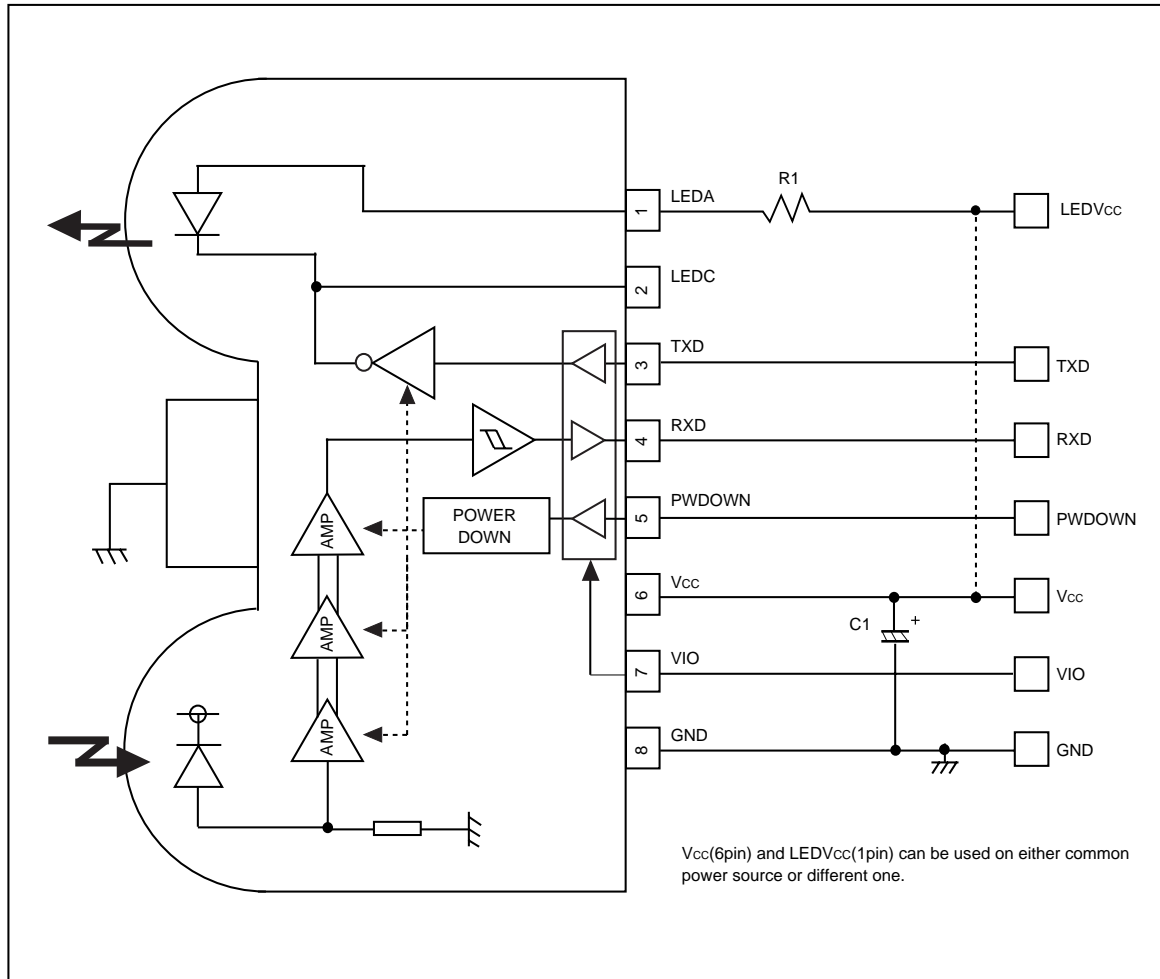 R1
1
LEDA
LEDVcc
2
LEDC
3
TXD
TXD
4
RXD
RXD
AMP
POWER
DOWN
5
PWDOWN
PWDOWN
AMP
6
Vcc
C1
+
Vcc
7
VIO
VIO
AMP
8
GND
GND
Vcc(6pin) and LEDVcc(1pin) can be used on either common
power source or different one.